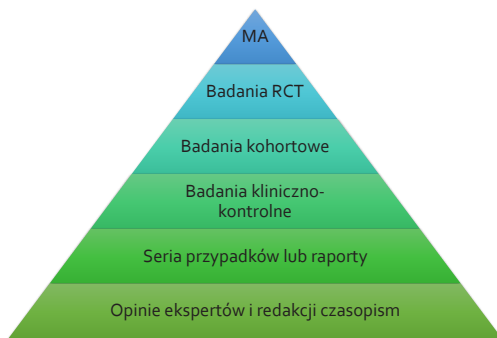 MA
Badania RCT
Badania kohortowe
Badania kliniczno-
kontrolne
Seria przypadków lub raporty
Opinie ekspertów i redakcji czasopism